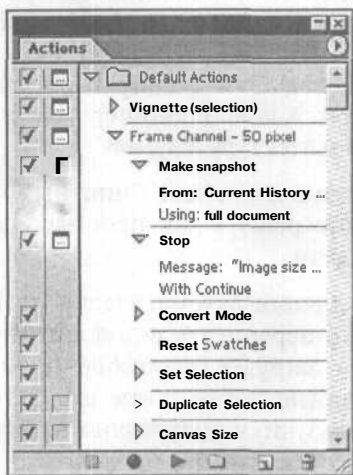 Actions
Default Actions
Vignette (selection)
Frame Channel - 50 pixel
Make snapshot
From: Current History ...
Using: full document
Stop
Message: "Image size ...
With Continue
Convert Mode
Reset Swatches
Set Selection
Duplicate Selection
Canvas Size